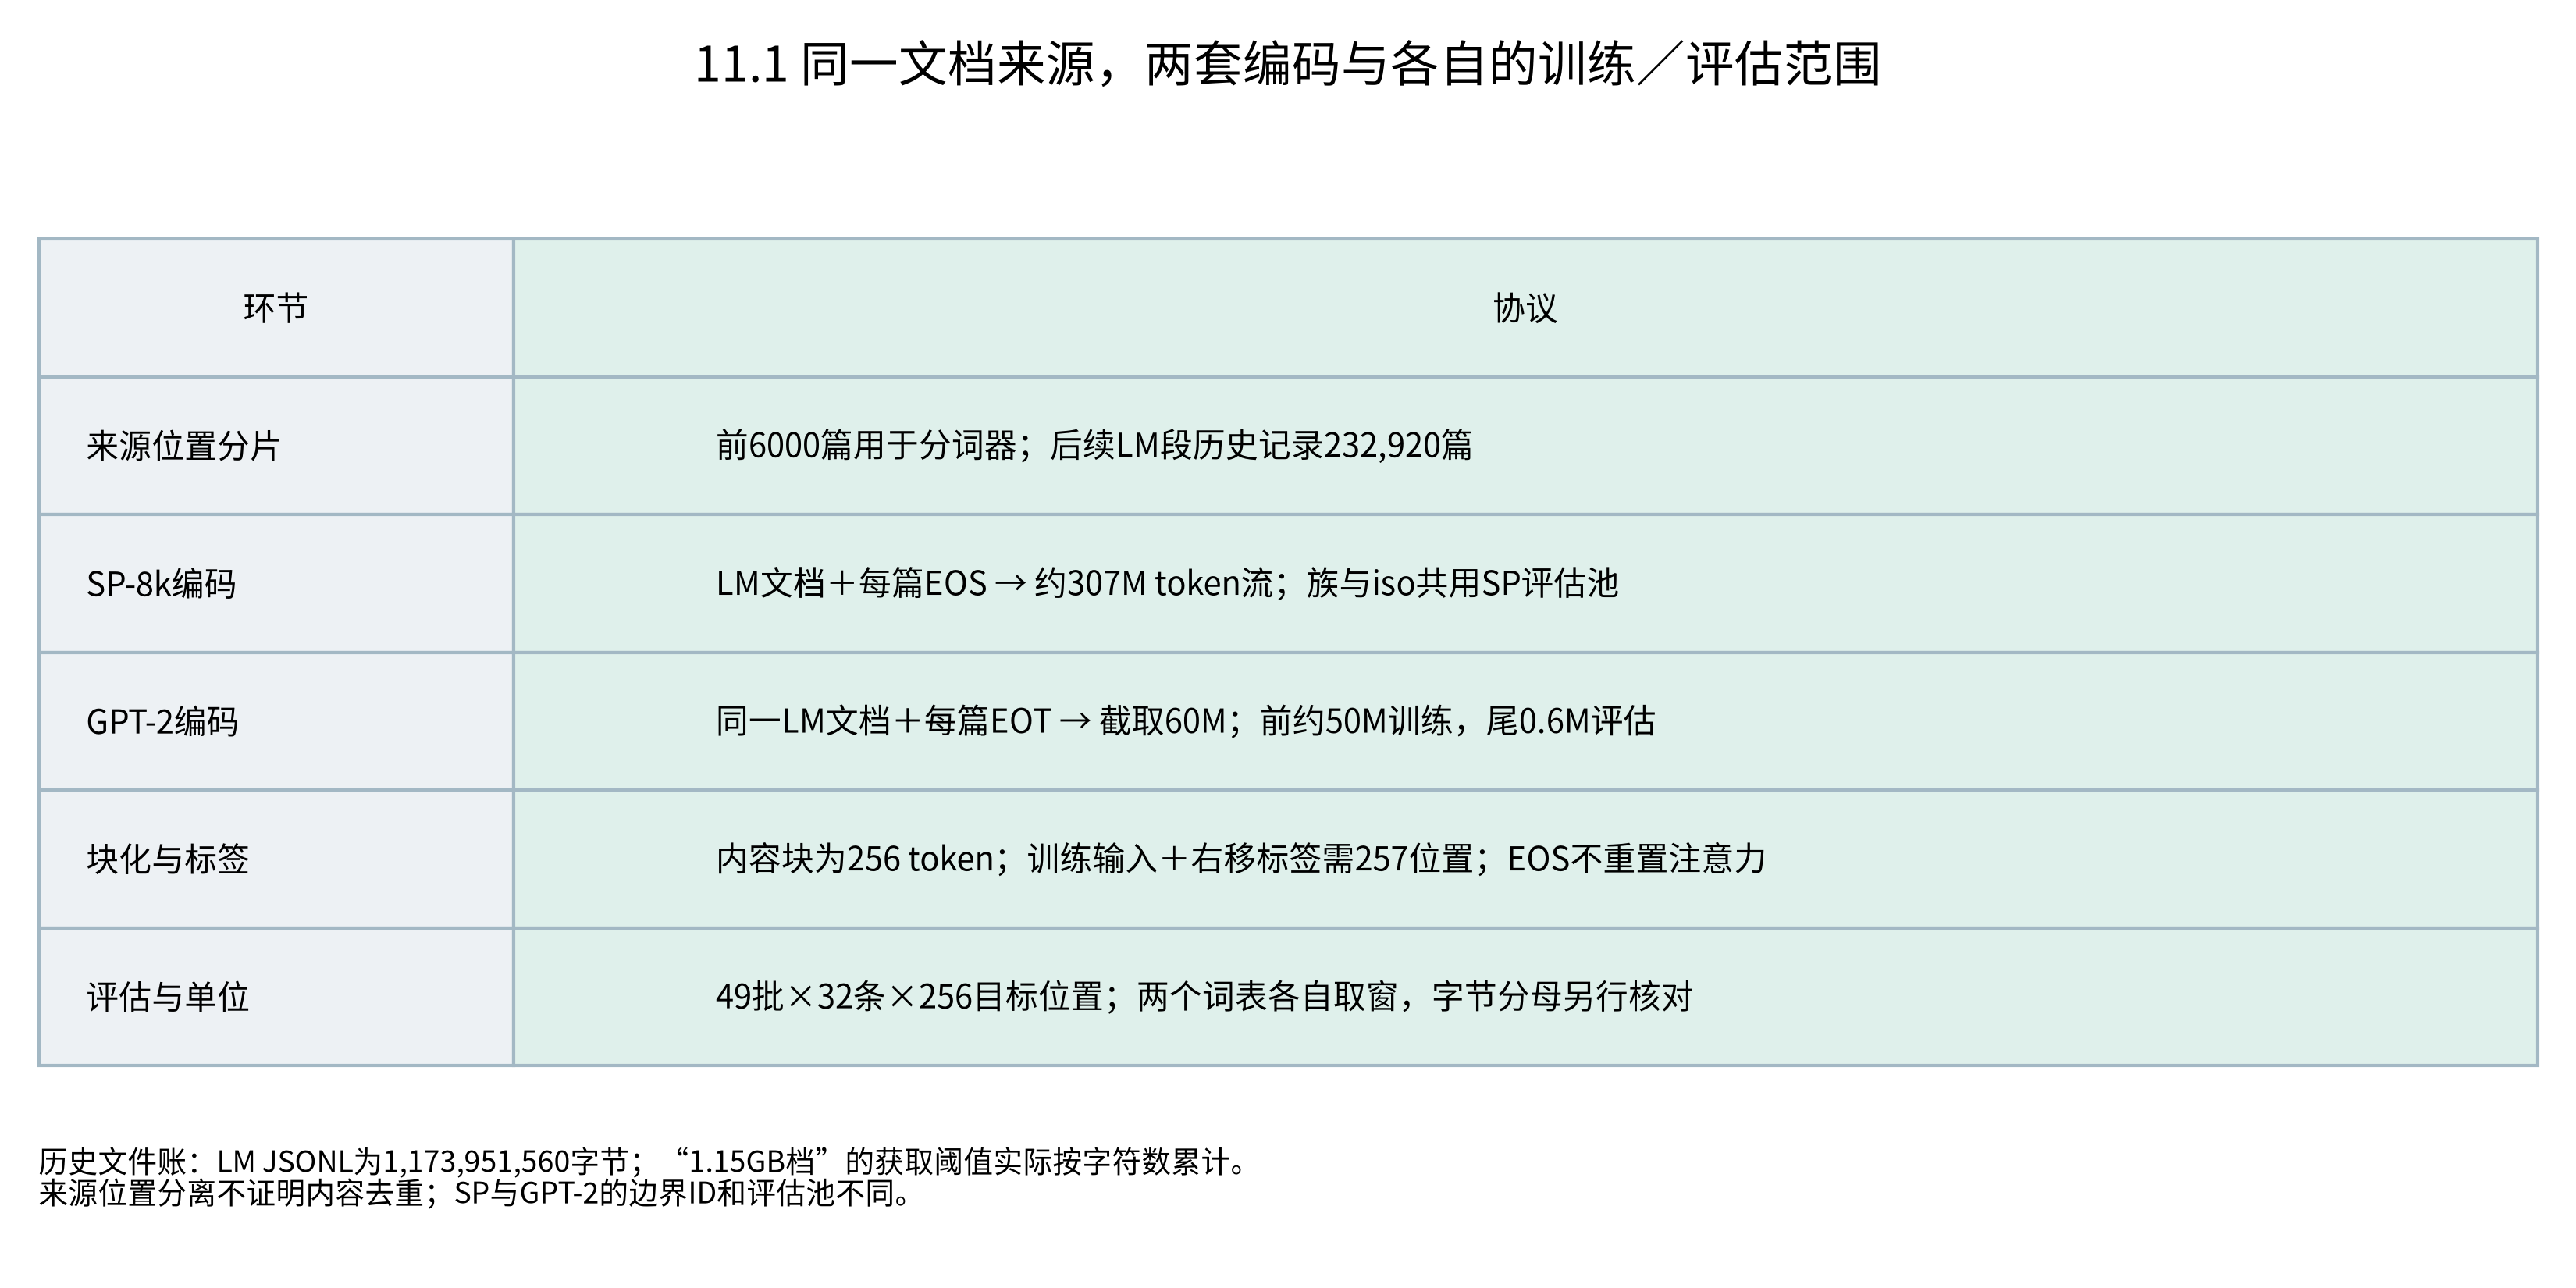 11.1 同一文档来源，两套编码与各自的训练／评估范围
环节
协议
来源位置分片
前6000篇用于分词器；后续LM段历史记录232,920篇
SP-8k编码
LM文档＋每篇EOS → 约307M token流；族与iso共用SP评估池
GPT-2编码
同一LM文档＋每篇EOT → 截取60M；前约50M训练，尾0.6M评估
块化与标签
内容块为256 token；训练输入＋右移标签需257位置；EOS不重置注意力
评估与单位
49批×32条×256目标位置；两个词表各自取窗，字节分母另行核对
历史文件账：LM JSONL为1,173,951,560字节；“1.15GB档”的获取阈值实际按字符数累计。
来源位置分离不证明内容去重；SP与GPT-2的边界ID和评估池不同。